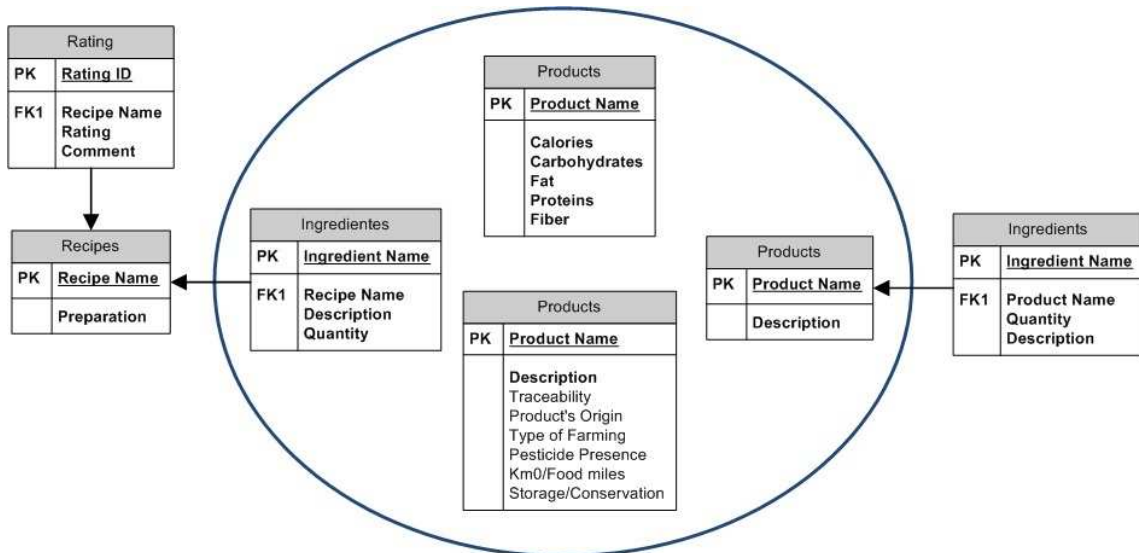 Rating
PK Rating ID
FK1 Recipe Name
Rating
Comment
Recipes
PK Recipe Name
Preparation
Ingredientes
PK Ingredient Name
FK1 Recipe Name
Description
Quantity
Products
PK Product Name
Calories
Carbohydrates
Fat
Proteins
Fiber
Products
PK Product Name
Description
Traceability
Product's Origin
Type of Farming
Pesticide Presence
Km0/Food miles
Storage/Conservation
Products
PK Product Name
Description
Ingredients
PK Ingredient Name
FK1 Product Name
Quantity
Description